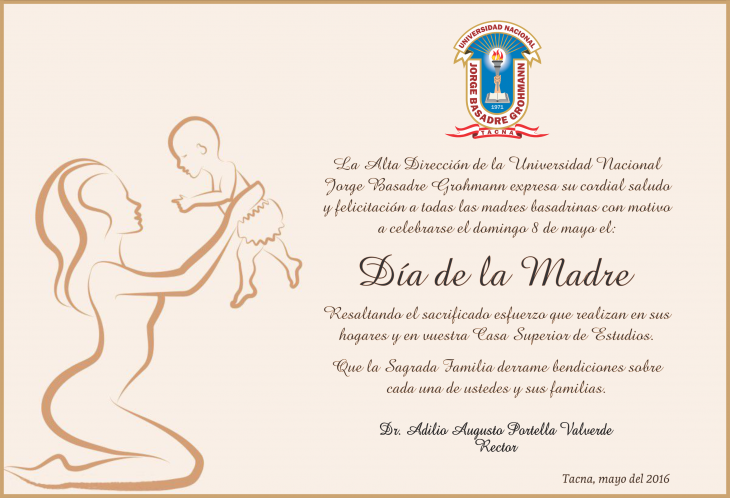 UNIVERSIDAD NACIONAL
JORGE BASADRE GROHMANN
1971
TACNA
La Alta Dirección de la Universidad Nacional
Jorge Basadre Grohmann expresa su cordial saludo
y felicitación a todas las madres basadrinas con motivo
a celebrarse el domingo 8 de mayo el:
Día de la Madre
Resaltando el sacrificado esfuerzo que realizan en sus
hogares y en vuestra Casa Superior de Estudios.
Que la Sagrada Familia derrame bendiciones sobre
cada una de ustedes y sus familias.
Dr. Adilio Augusto Portella Valverde
Rector
Tacna, mayo del 2016